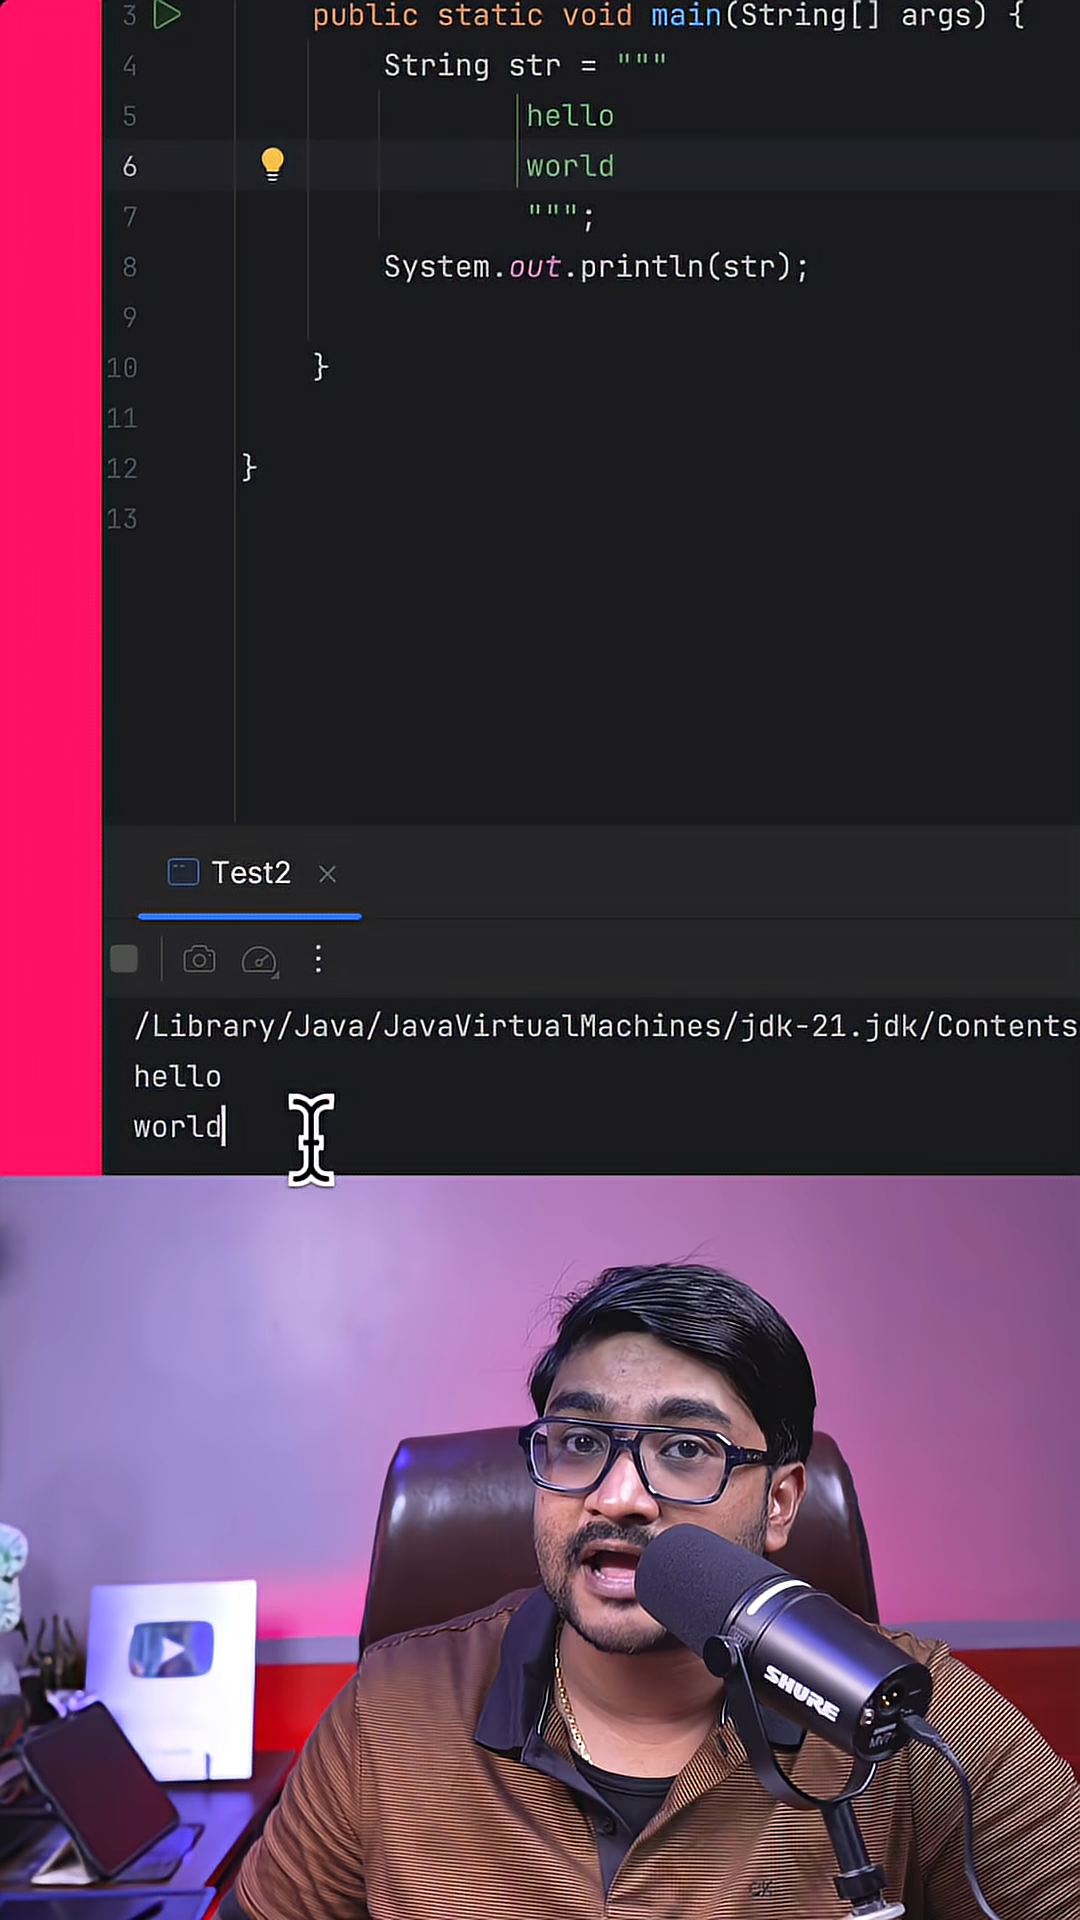 3 public static void main(String[] args) {
4 String str = """
5 hello
6 world
7 """;
8 System.out.println(str);
9
10 }
11
12 }
13
Test2
/Library/Java/JavaVirtualMachines/jdk-21.jdk/Contents
hello
world
SHURE
MV7